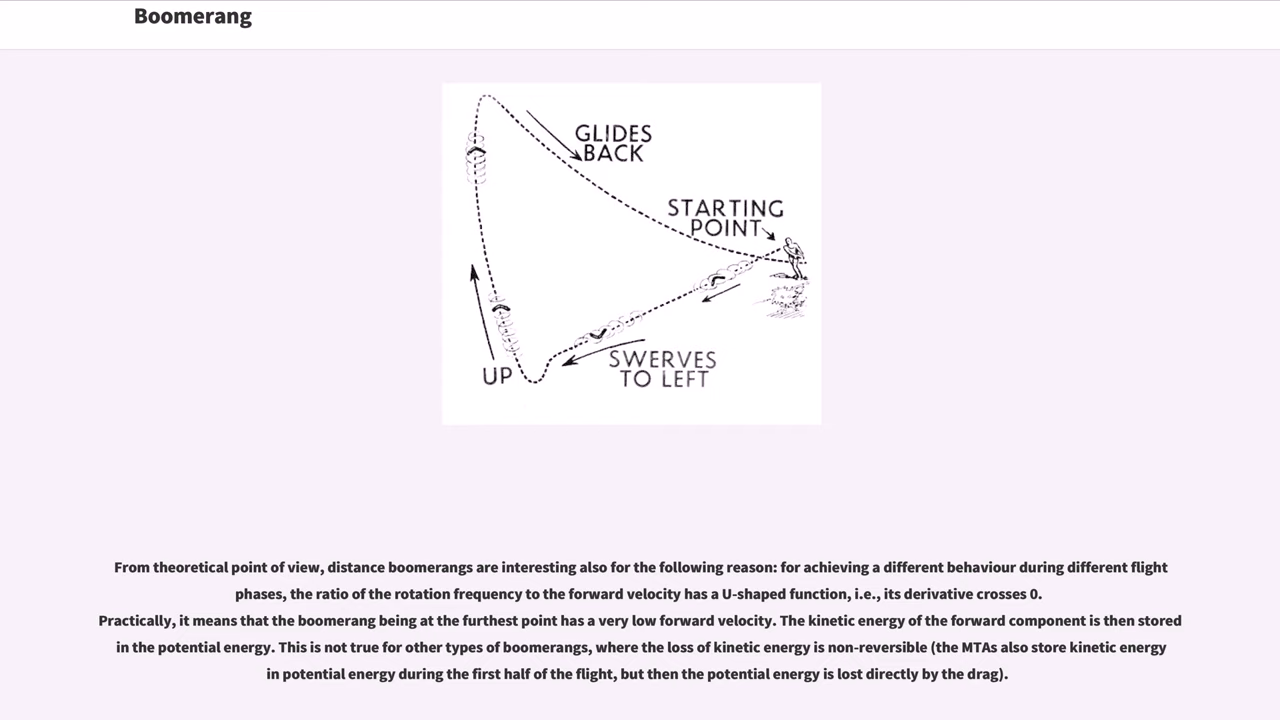 Boomerang
GLIDES
BACK
STARTING
POINT
SWERVES
TO LEFT
UP
From theoretical point of view, distance boomerangs are interesting also for the following reason: for achieving a different behaviour during different flight
phases, the ratio of the rotation frequency to the forward velocity has a U-shaped function, i.e., its derivative crosses 0.
Practically, it means that the boomerang being at the furthest point has a very low forward velocity. The kinetic energy of the forward component is then stored
in the potential energy. This is not true for other types of boomerangs, where the loss of kinetic energy is non-reversible (the MTAs also store kinetic energy
in potential energy during the first half of the flight, but then the potential energy is lost directly by the drag).